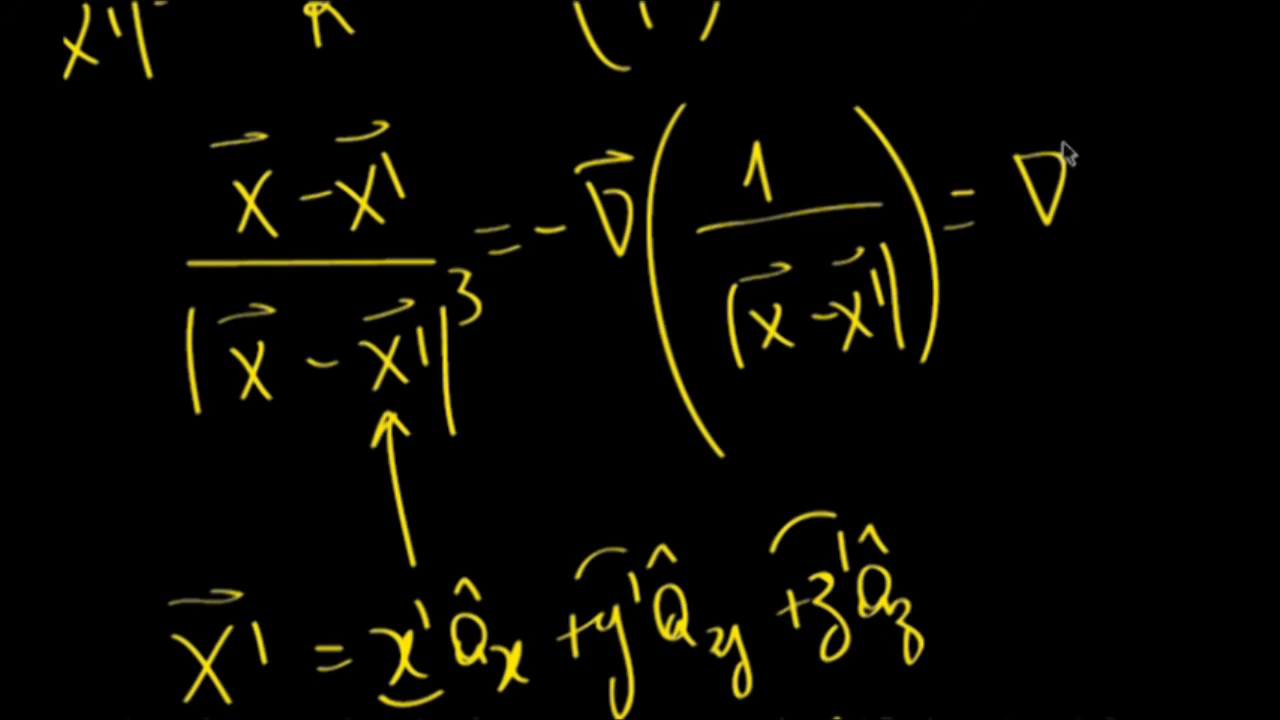 x'|
( )
x⃗ - x⃗' / |x⃗ - x⃗'|³ = - ∇⃗ ( 1 / |x⃗ - x⃗'| ) = ∇
x⃗' = x' âₓ + y' â_y + z' â_z